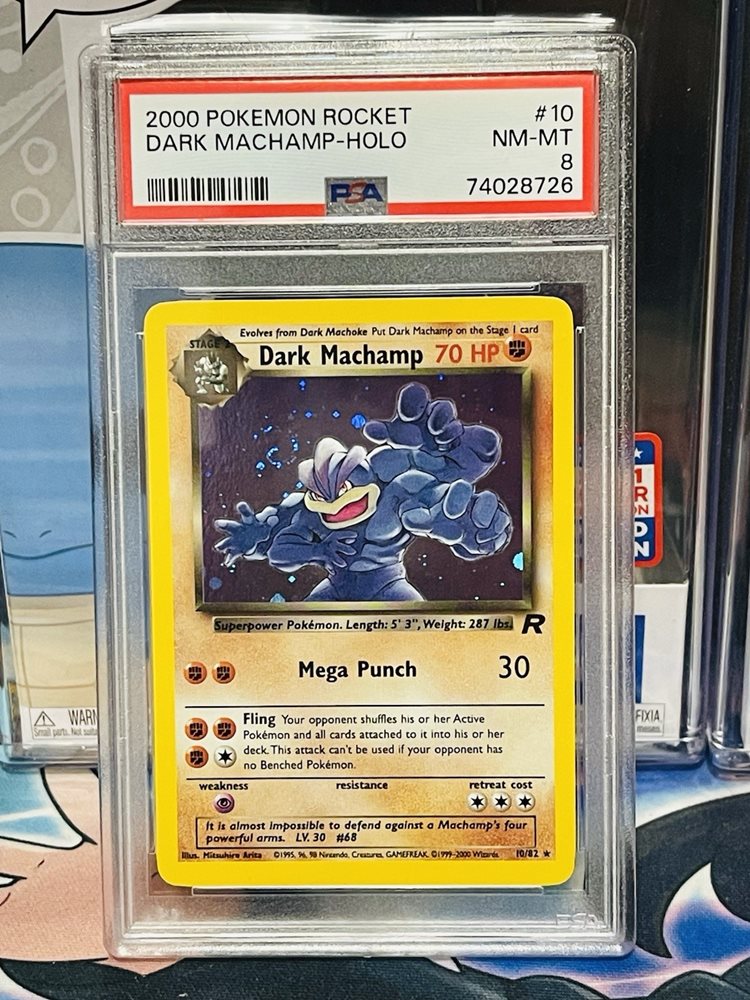 2000 POKEMON ROCKET #10
DARK MACHAMP-HOLO NM-MT
8
PSA 74028726
Evolves from Dark Machoke Put Dark Machamp on the Stage 1 card
STAGE
Dark Machamp 70 HP
Superpower Pokémon. Length: 5' 3", Weight: 287 lbs. R
Mega Punch 30
Fling Your opponent shuffles his or her Active
Pokémon and all cards attached to it into his or her
deck. This attack can't be used if your opponent has
no Benched Pokémon.
weakness resistance retreat cost
It is almost impossible to defend against a Machamp's four
powerful arms. LV. 30 #68
Illus. Mitsuhiro Arita ©1995, 96, 98 Nintendo, Creatures, GAMEFREAK. ©1999-2000 Wizards. 10/82 ★
PSA
WARN
Small parts. Not
FIXIA